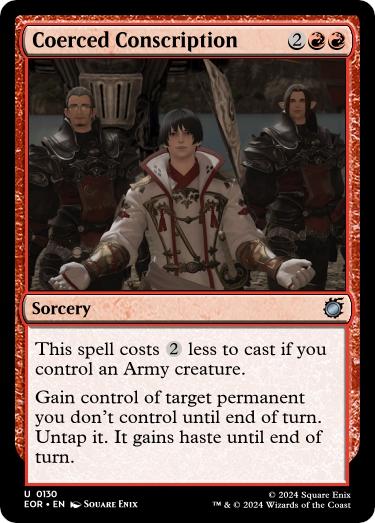 Coerced Conscription 2
Sorcery
This spell costs 2 less to cast if you
control an Army creature.
Gain control of target permanent
you don't control until end of turn.
Untap it. It gains haste until end of
turn.
U 0130
EOR • EN SQUARE ENIX
© 2024 Square Enix
™ & © 2024 Wizards of the Coast